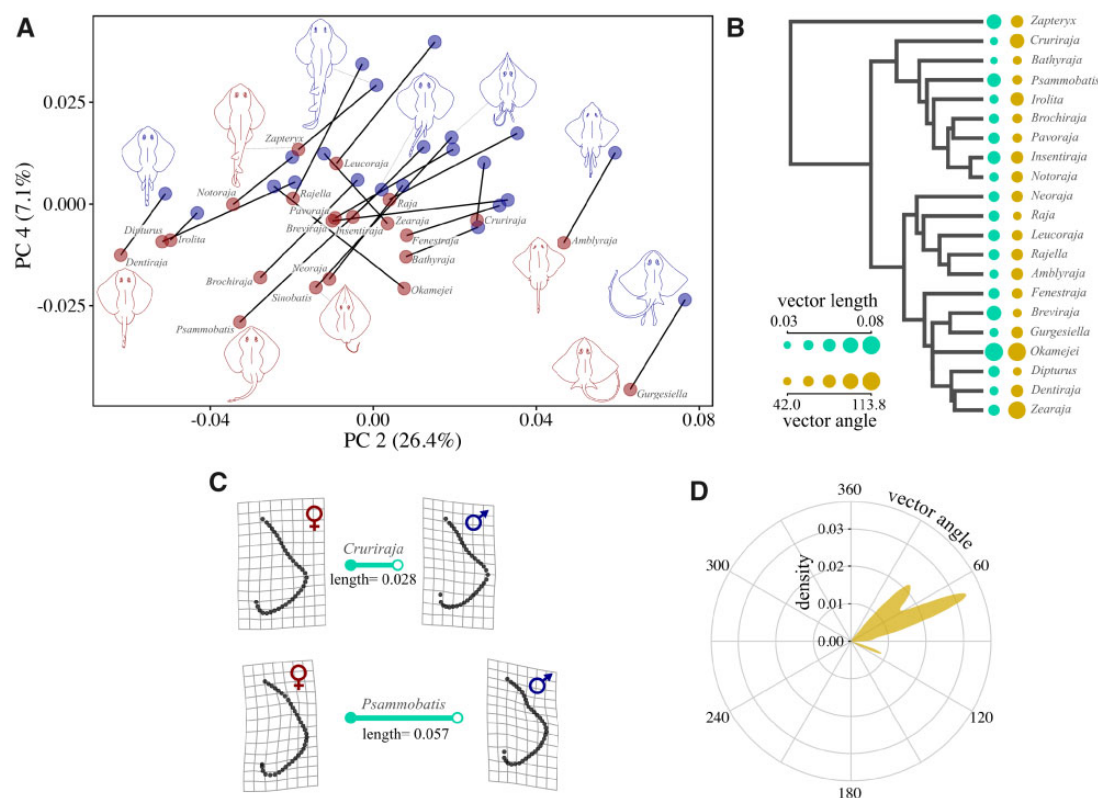 A
0.025
0.000
-0.025
PC 4 (7.1%)
Zapteryx
Leucoraja
Notoraja
Rajella
Raja
Pavoraja
Breviraja
Insentiraja
Zearaja
Cruriraja
Dipturus
Irolita
Dentiraja
Fenestraja
Amblyraja
Bathyraja
Neoraja
Brochiraja
Sinobatis
Okamejei
Psammobatis
Gurgesiella
-0.04
0.00
0.04
0.08
PC 2 (26.4%)
B
Zapteryx
Cruriraja
Bathyraja
Psammobatis
Irolita
Brochiraja
Pavoraja
Insentiraja
Notoraja
Neoraja
Raja
Leucoraja
Rajella
Amblyraja
Fenestraja
Breviraja
Gurgesiella
Okamejei
Dipturus
Dentiraja
Zearaja
vector length
0.03 0.08
42.0 113.8
vector angle
C
♀ ♂
Cruriraja
length= 0.028
♀ ♂
Psammobatis
length= 0.057
D
360
vector angle
60
120
180
240
300
density
0.03
0.02
0.01
0.00